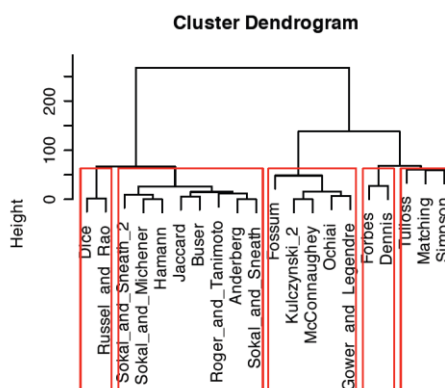 Cluster Dendrogram
Height
0
100
200
Dice
Russel_and_Rao
Sokal_and_Sneath_2
Sokal_and_Michener
Hamann
Jaccard
Buser
Roger_and_Tanimoto
Anderberg
Sokal_and_Sneath
Fossum
Kulczynski_2
McConnaughey
Ochiai
Gower_and_Legendre
Forbes
Dennis
Tulloss
Matching
Simpson